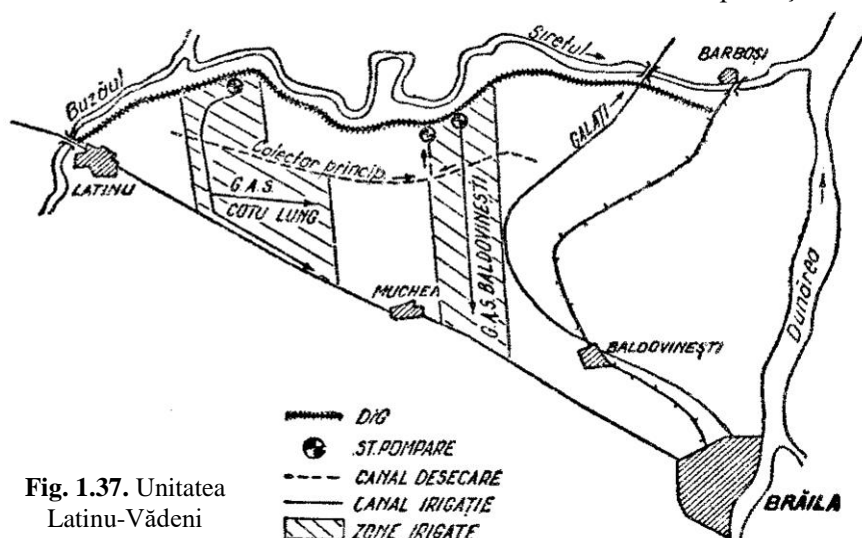 Siretul
BARBOȘI
Buzăul
GALAȚI
Colector princip.
LATINU
G.A.S.
COTU LUNG
G.A.S. BALDOVINEȘTI
MUCHEA
BALDOVINEȘTI
Dunărea
DIG
ST.POMPARE
CANAL DESECARE
CANAL IRIGAȚIE
ZONE IRIGATE
BRĂILA
Fig. 1.37. Unitatea
Latinu-Vădeni